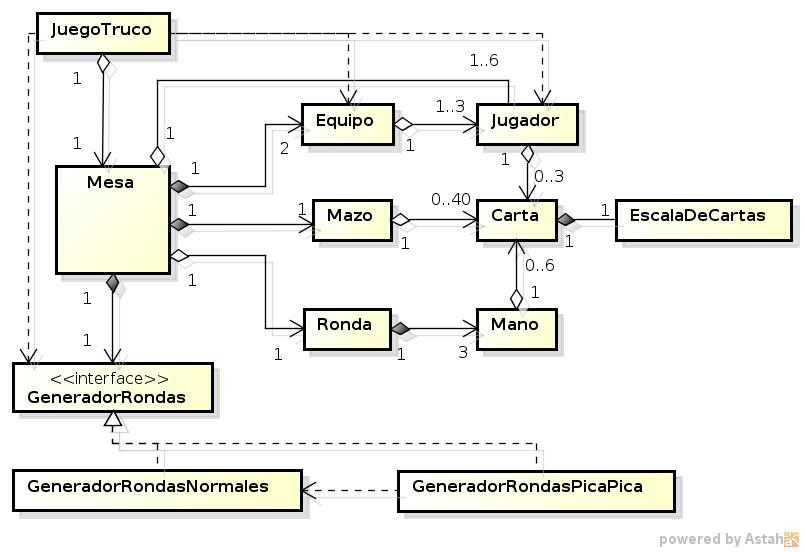 JuegoTruco
1
1..6
1
Equipo
1..3
Jugador
1
1
1
2
1
1
0..3
Mesa
1
1
Mazo
0..40
1
Carta
1
1
EscalaDeCartas
1
1
Ronda
1
3
0..6
1
Mano
1
1
<<interface>>
GeneradorRondas
GeneradorRondasNormales
GeneradorRondasPicaPica
powered by Astah